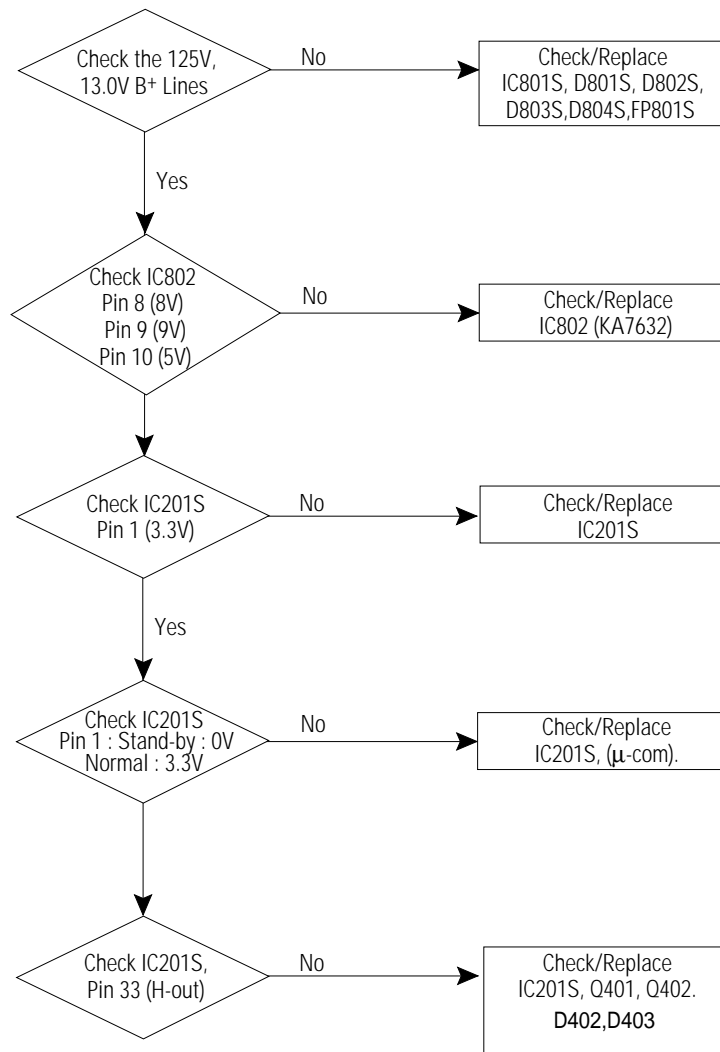 Check the 125V,
13.0V B+ Lines
No
Check/Replace
IC801S, D801S, D802S,
D803S,D804S,FP801S
Yes
Check IC802
Pin 8 (8V)
Pin 9 (9V)
Pin 10 (5V)
No
Check/Replace
IC802 (KA7632)
Check IC201S
Pin 1 (3.3V)
No
Check/Replace
IC201S
Yes
Check IC201S
Pin 1 : Stand-by : 0V
Normal : 3.3V
No
Check/Replace
IC201S, (μ-com).
Check IC201S,
Pin 33 (H-out)
No
Check/Replace
IC201S, Q401, Q402.
D402,D403